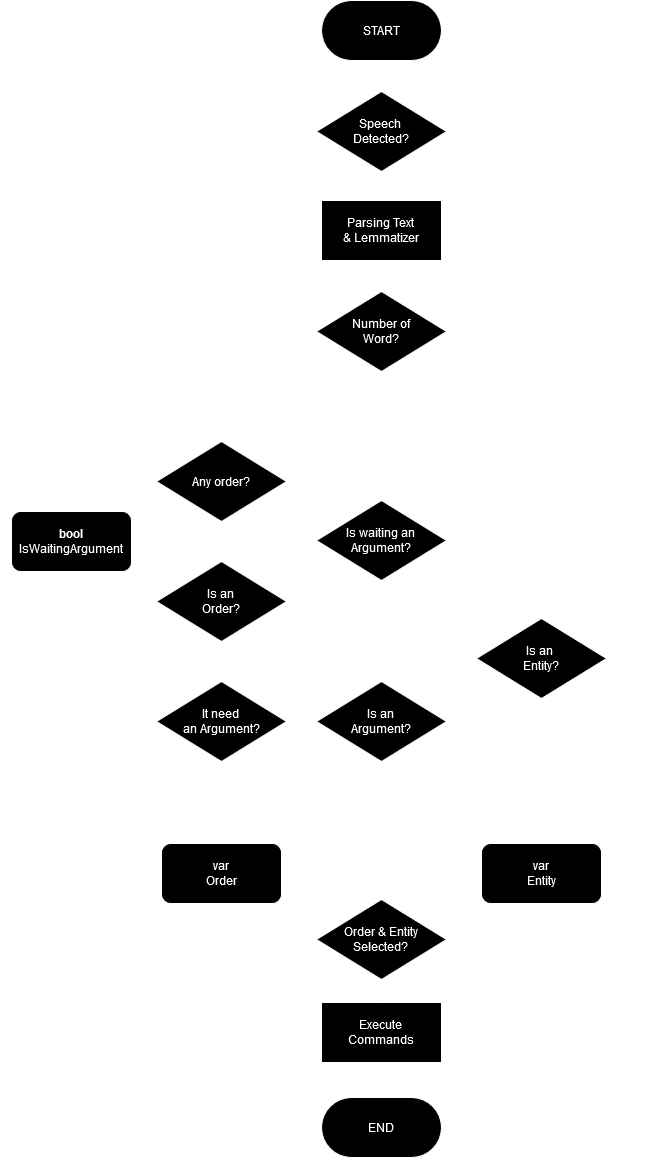 START
Speech
Detected?
Parsing Text
& Lemmatizer
Number of
Word?
Any order?
bool
IsWaitingArgument
Is waiting an
Argument?
Is an
Order?
Is an
Entity?
It need
an Argument?
Is an
Argument?
var
Order
var
Entity
Order & Entity
Selected?
Execute
Commands
END